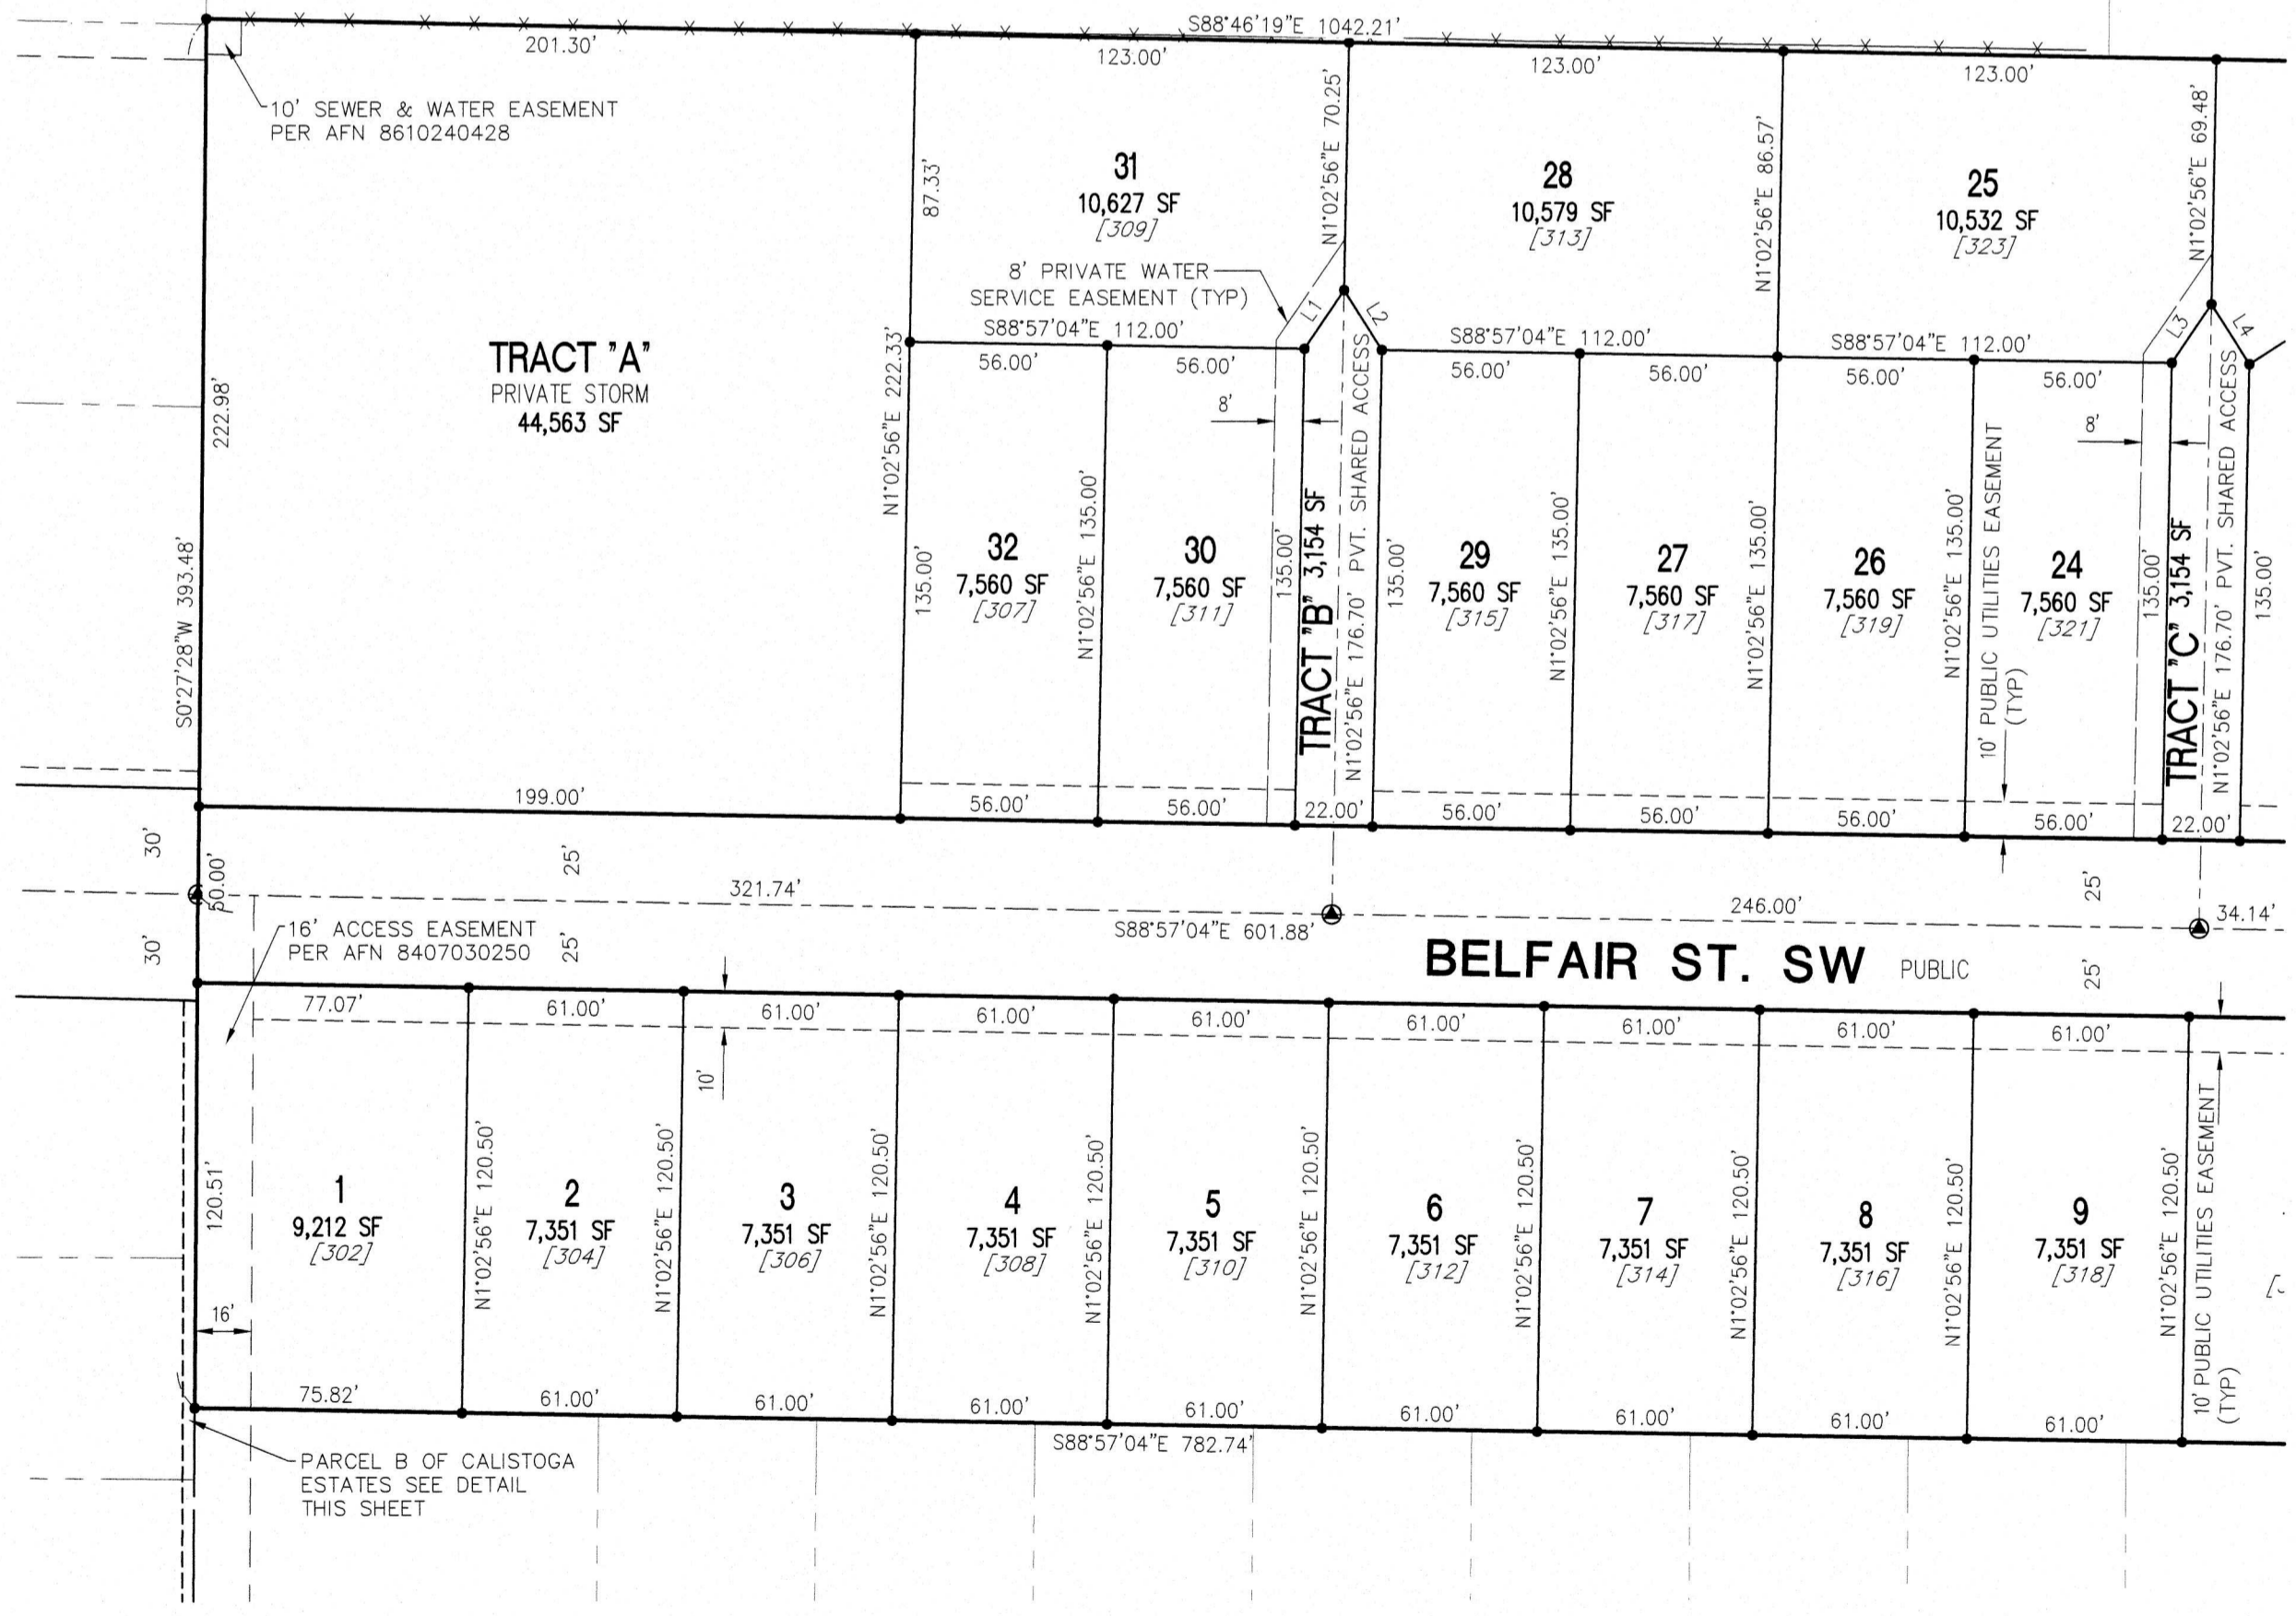 S88°46'19"E 1042.21'
201.30'
123.00'
123.00'
123.00'
10' SEWER & WATER EASEMENT
PER AFN 8610240428
TRACT "A"
PRIVATE STORM
44,563 SF
222.98'
S0°27'28"W 393.48'
199.00'
87.33'
N1°02'56"E 222.33'
31
10,627 SF
[309]
N1°02'56"E 70.25'
28
10,579 SF
[313]
N1°02'56"E 86.57'
25
10,532 SF
[323]
N1°02'56"E 69.48'
8' PRIVATE WATER
SERVICE EASEMENT (TYP)
L1
L2
L3
L4
S88°57'04"E 112.00'
S88°57'04"E 112.00'
S88°57'04"E 112.00'
56.00'
56.00'
56.00'
56.00'
56.00'
56.00'
8'
8'
135.00'
32
7,560 SF
[307]
N1°02'56"E 135.00'
30
7,560 SF
[311]
135.00'
TRACT "B" 3,154 SF
N1°02'56"E 176.70' PVT. SHARED ACCESS
135.00'
29
7,560 SF
[315]
N1°02'56"E 135.00'
27
7,560 SF
[317]
N1°02'56"E 135.00'
26
7,560 SF
[319]
N1°02'56"E 135.00'
10' PUBLIC UTILITIES EASEMENT
(TYP)
24
7,560 SF
[321]
135.00'
TRACT "C" 3,154 SF
N1°02'56"E 176.70' PVT. SHARED ACCESS
135.00'
56.00'
56.00'
22.00'
56.00'
56.00'
56.00'
56.00'
22.00'
30'
50.00'
25'
321.74'
246.00'
25'
34.14'
30'
16' ACCESS EASEMENT
PER AFN 8407030250
25'
S88°57'04"E 601.88'
BELFAIR ST. SW PUBLIC
25'
77.07'
61.00'
61.00'
61.00'
61.00'
61.00'
61.00'
61.00'
61.00'
10'
120.51'
1
9,212 SF
[302]
N1°02'56"E 120.50'
2
7,351 SF
[304]
N1°02'56"E 120.50'
3
7,351 SF
[306]
N1°02'56"E 120.50'
4
7,351 SF
[308]
N1°02'56"E 120.50'
5
7,351 SF
[310]
N1°02'56"E 120.50'
6
7,351 SF
[312]
N1°02'56"E 120.50'
7
7,351 SF
[314]
N1°02'56"E 120.50'
8
7,351 SF
[316]
N1°02'56"E 120.50'
9
7,351 SF
[318]
N1°02'56"E 120.50'
10' PUBLIC UTILITIES EASEMENT
(TYP)
16'
75.82'
61.00'
61.00'
61.00'
61.00'
61.00'
61.00'
61.00'
61.00'
S88°57'04"E 782.74'
PARCEL B OF CALISTOGA
ESTATES SEE DETAIL
THIS SHEET